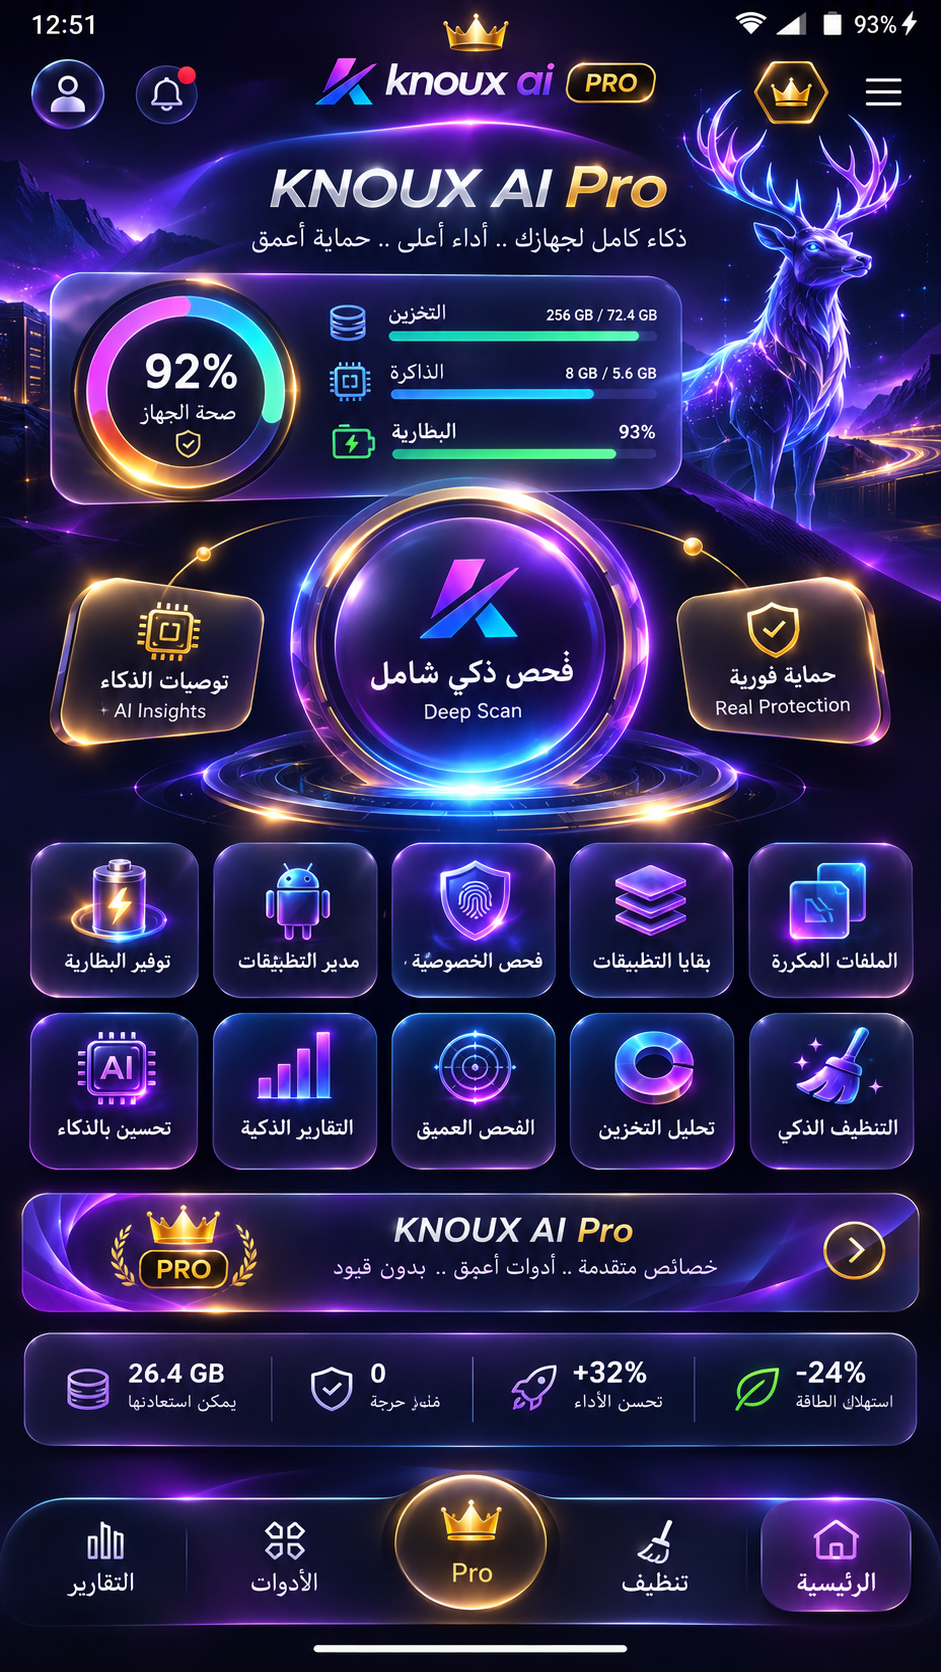 12:51
93%
knoux ai PRO
KNOUX AI Pro
ذكاء كامل لجهازك .. أداء أعلى .. حماية أعمق
92%
صحة الجهاز
التخزين
256 GB / 72.4 GB
الذاكرة
8 GB / 5.6 GB
البطارية
93%
توصيات الذكاء
AI Insights
فحص ذكي شامل
Deep Scan
حماية فورية
Real Protection
الملفات المكررة
بقايا التطبيقات
فحص الخصوصية
مدير التطبيقات
توفير البطارية
التنظيف الذكي
تحليل التخزين
الفحص العميق
التقارير الذكية
AI
تحسين بالذكاء
PRO
KNOUX AI Pro
خصائص متقدمة .. أدوات أعمق .. بدون قيود
26.4 GB
يمكن استعادتها
0
حرجة
+32%
تحسن الأداء
-24%
استهلاك الطاقة
الرئيسية
تنظيف
Pro
الأدوات
التقارير